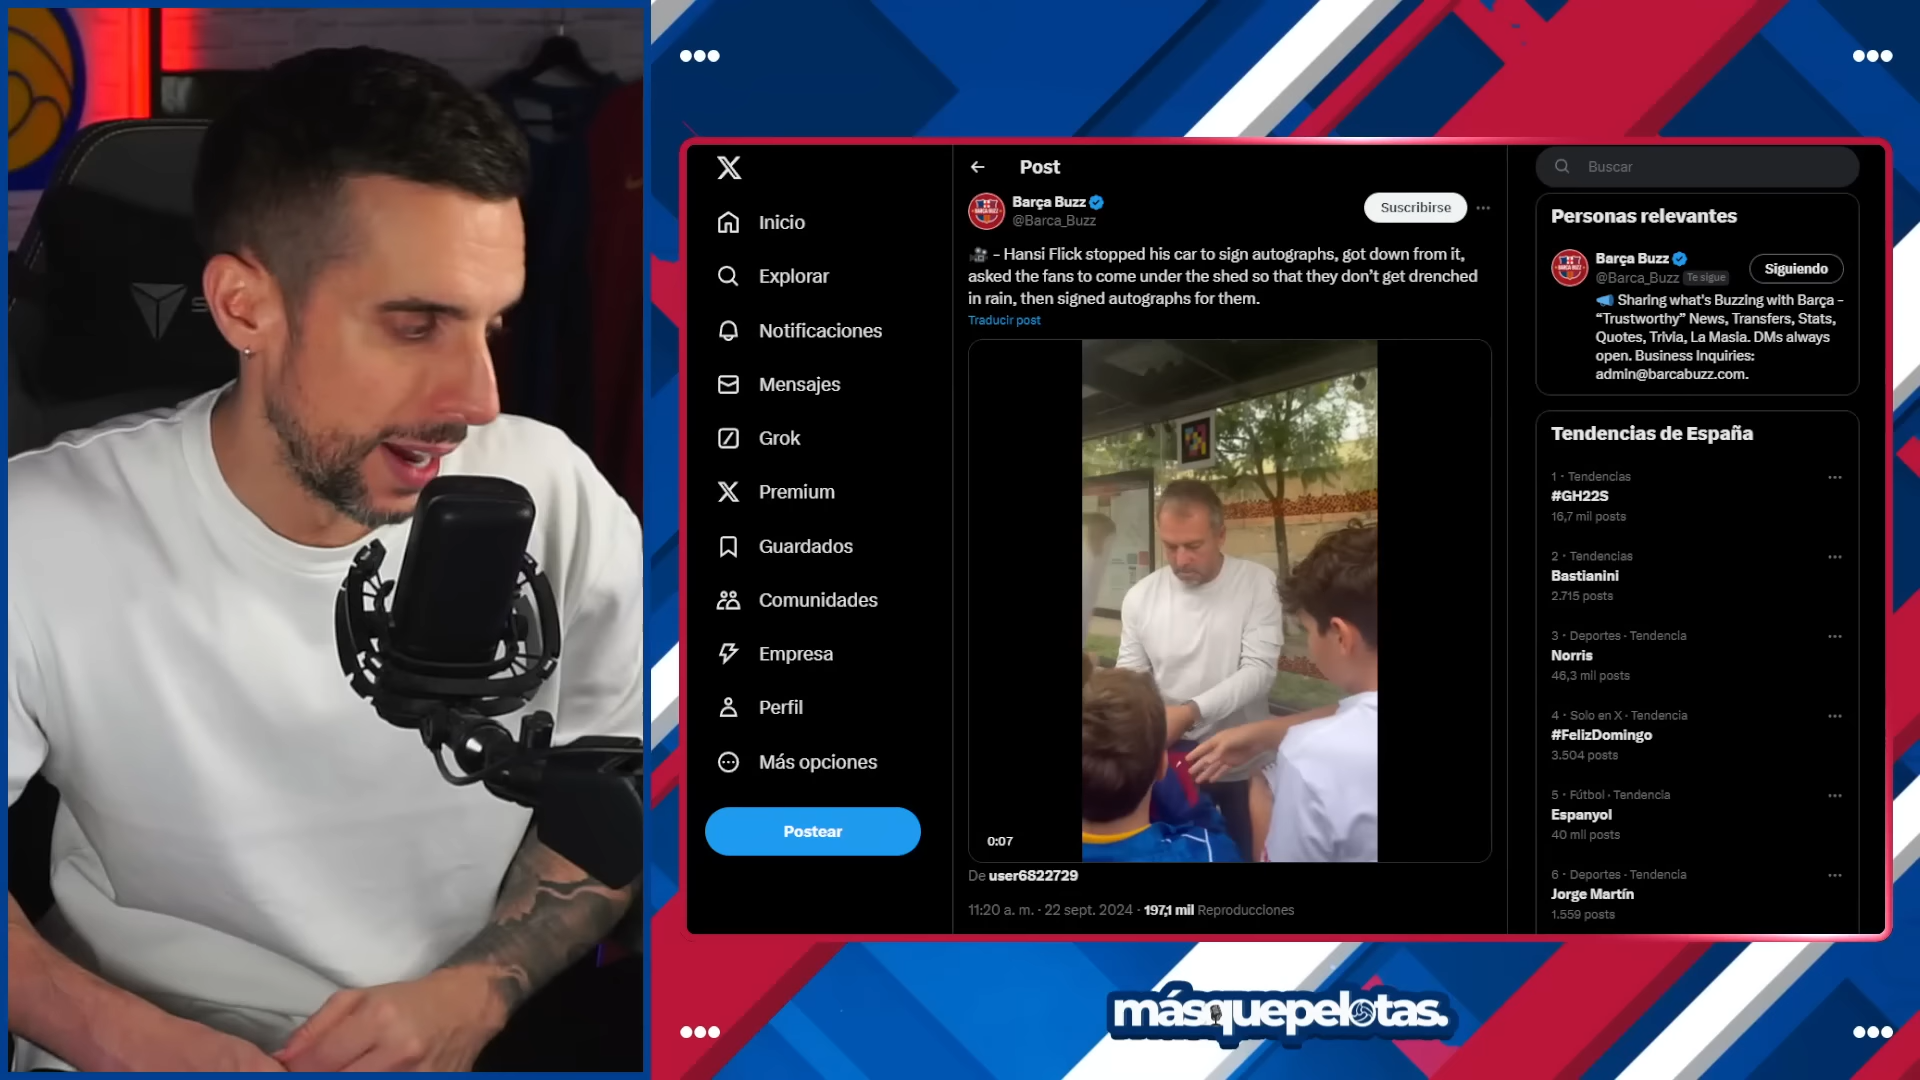 Inicio
Explorar
Notificaciones
Mensajes
Grok
Premium
Guardados
Comunidades
Empresa
Perfil
Más opciones
Postear
Post
Barça Buzz
@Barca_Buzz
Suscribirse
– Hansi Flick stopped his car to sign autographs, got down from it,
asked the fans to come under the shed so that they don’t get drenched
in rain, then signed autographs for them.
Traducir post
0:07
De user6822729
11:20 a. m. · 22 sept. 2024 · 197,1 mil Reproducciones
Buscar
Personas relevantes
Barça Buzz
@Barca_Buzz Te sigue
Siguiendo
Sharing what's Buzzing with Barça –
“Trustworthy” News, Transfers, Stats,
Quotes, Trivia, La Masia. DMs always
open. Business Inquiries:
admin@barcabuzz.com.
Tendencias de España
1 · Tendencias
#GH22S
16,7 mil posts
2 · Tendencias
Bastianini
2.715 posts
3 · Deportes · Tendencia
Norris
46,3 mil posts
4 · Solo en X · Tendencia
#FelizDomingo
3.504 posts
5 · Fútbol · Tendencia
Espanyol
40 mil posts
6 · Deportes · Tendencia
Jorge Martín
1.559 posts
másquepelotas.